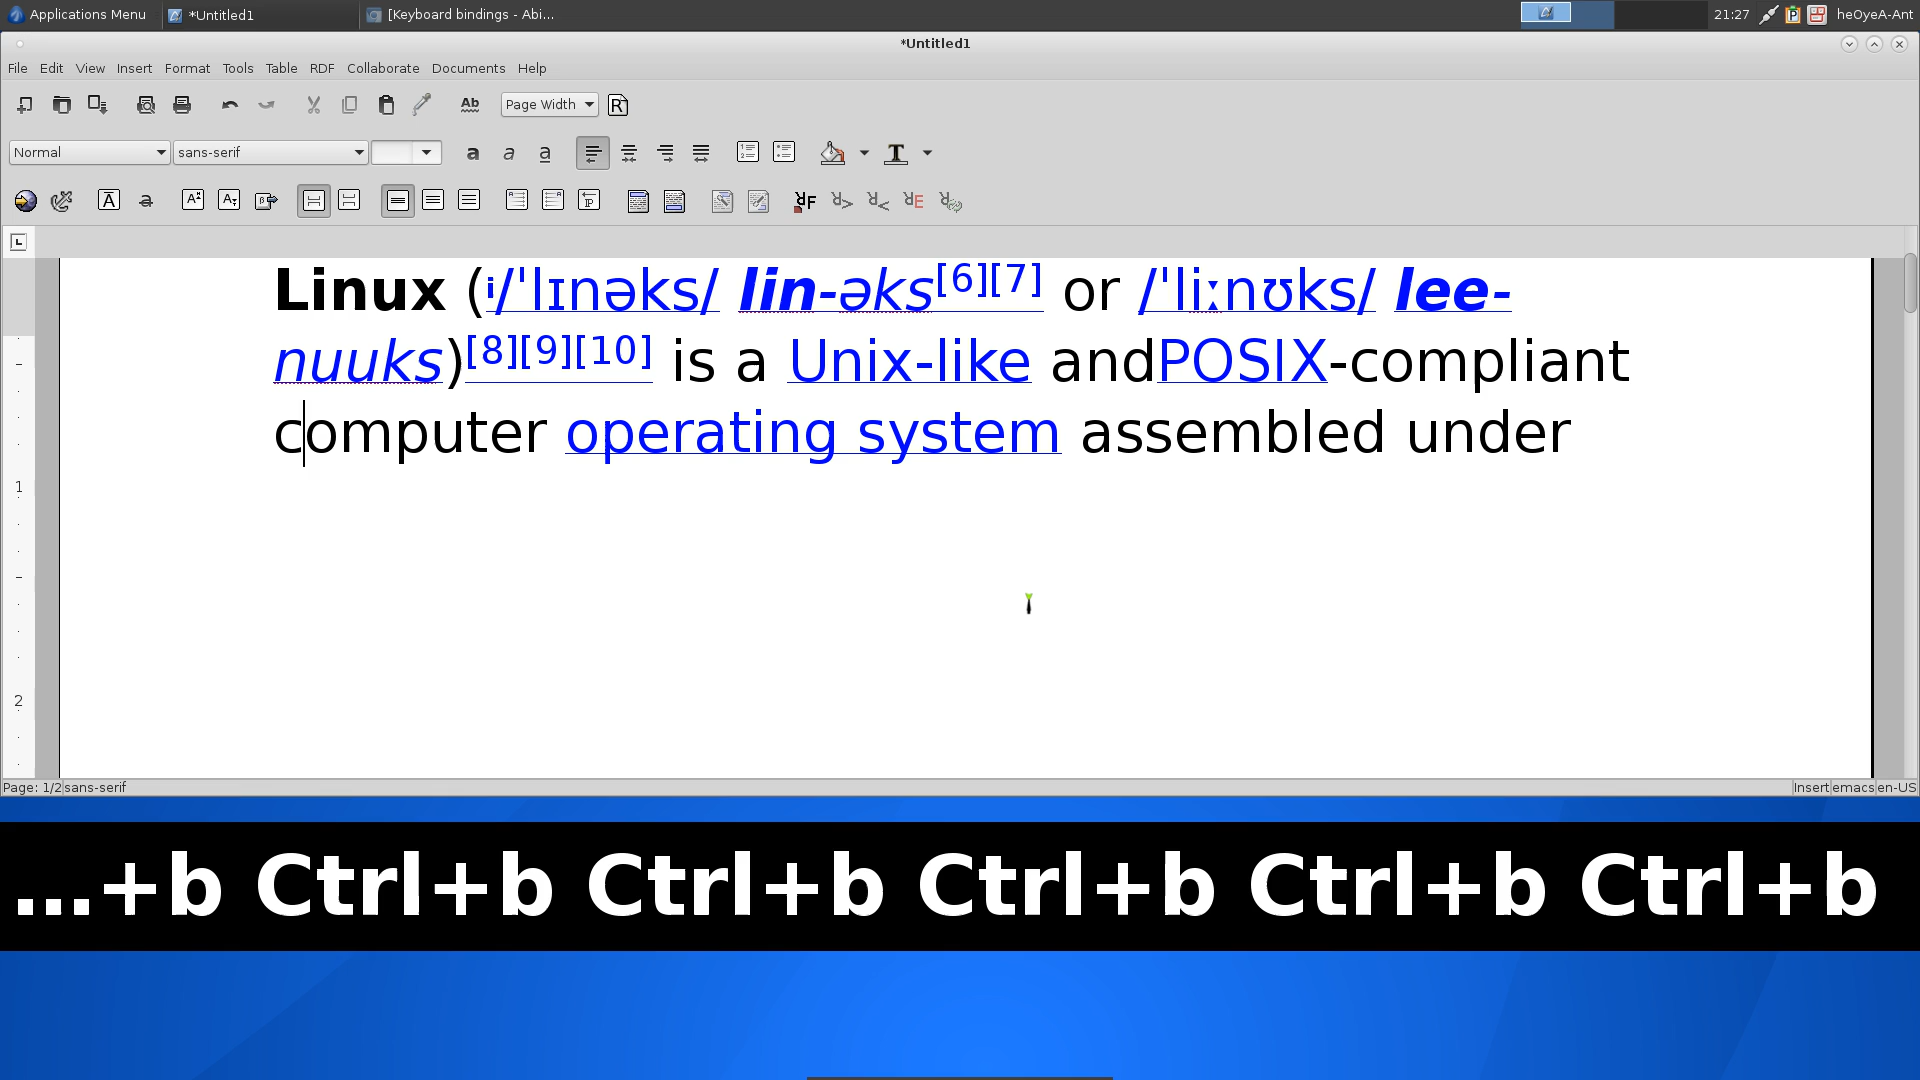 Applications Menu *Untitled1 [Keyboard bindings - Abi... 21:27 heOyeA-Ant
*Untitled1
File Edit View Insert Format Tools Table RDF Collaborate Documents Help
Ab Page Width R
Normal sans-serif a a a T
Linux (i/ˈlɪnəks/ lin-əks[6][7] or /ˈliːnʊks/ lee-
nuuks)[8][9][10] is a Unix-like andPOSIX-compliant
computer operating system assembled under
1
2
Page: 1/2 sans-serif Insert emacs en-US
...+b Ctrl+b Ctrl+b Ctrl+b Ctrl+b Ctrl+b